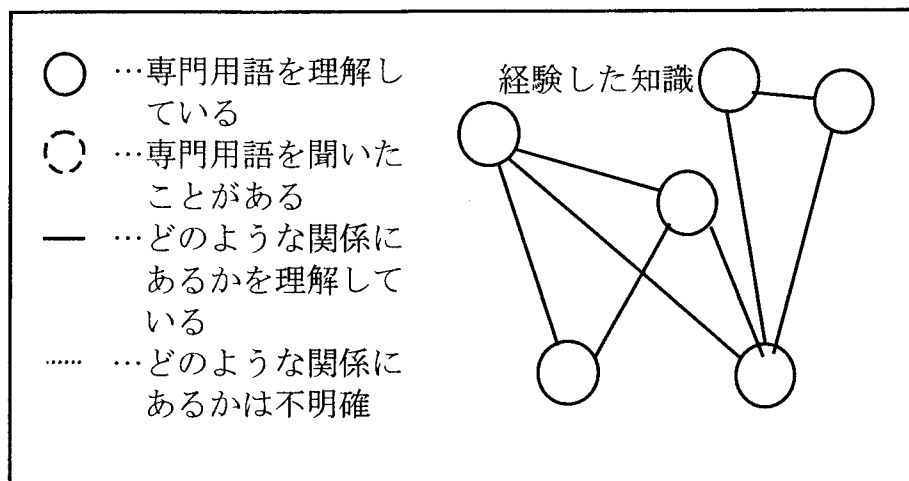 …専門用語を理解し
ている
…専門用語を聞いた
ことがある
…どのような関係に
あるかを理解して
いる
…どのような関係に
あるかは不明確
経験した知識